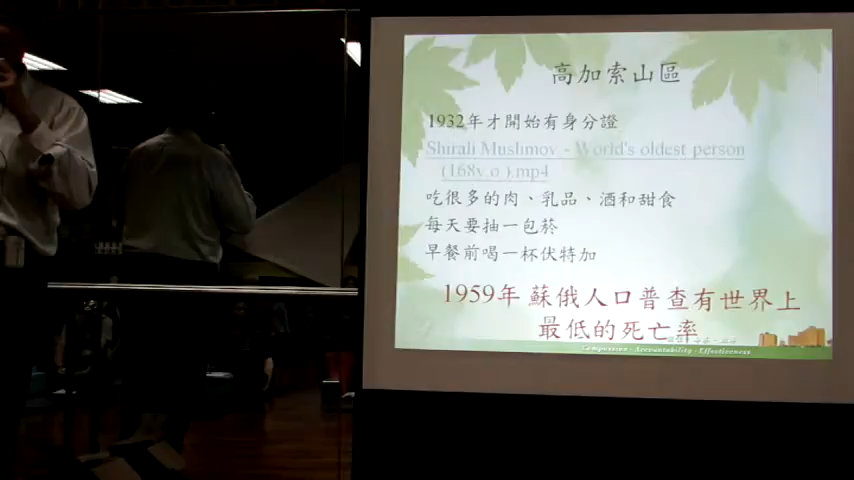 高加索山區
1932年才開始有身分證
Shirali Muslimov - World's oldest person
(168y.o.).mp4
吃很多的肉、乳品、酒和甜食
每天要抽一包菸
早餐前喝一杯伏特加
1959年 蘇俄人口普查有世界上
最低的死亡率
Compassion . Accountability . Effectiveness